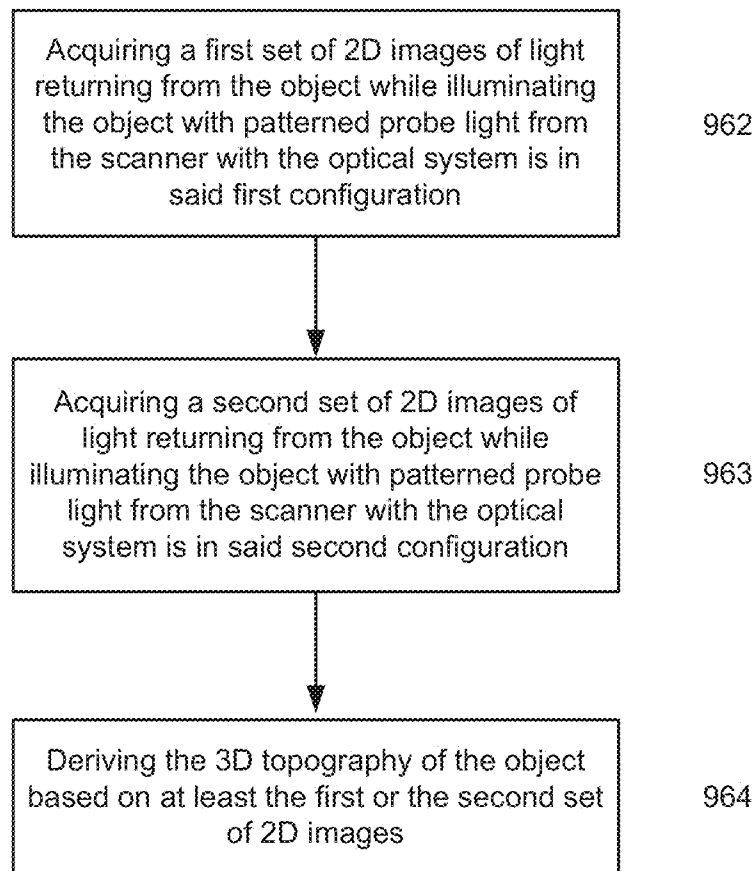 Acquiring a first set of 2D images of light
returning from the object while illuminating
the object with patterned probe light from
the scanner with the optical system is in
said first configuration
962
Acquiring a second set of 2D images of
light returning from the object while
illuminating the object with patterned probe
light from the scanner with the optical
system is in said second configuration
963
Deriving the 3D topography of the object
based on at least the first or the second set
of 2D images
964